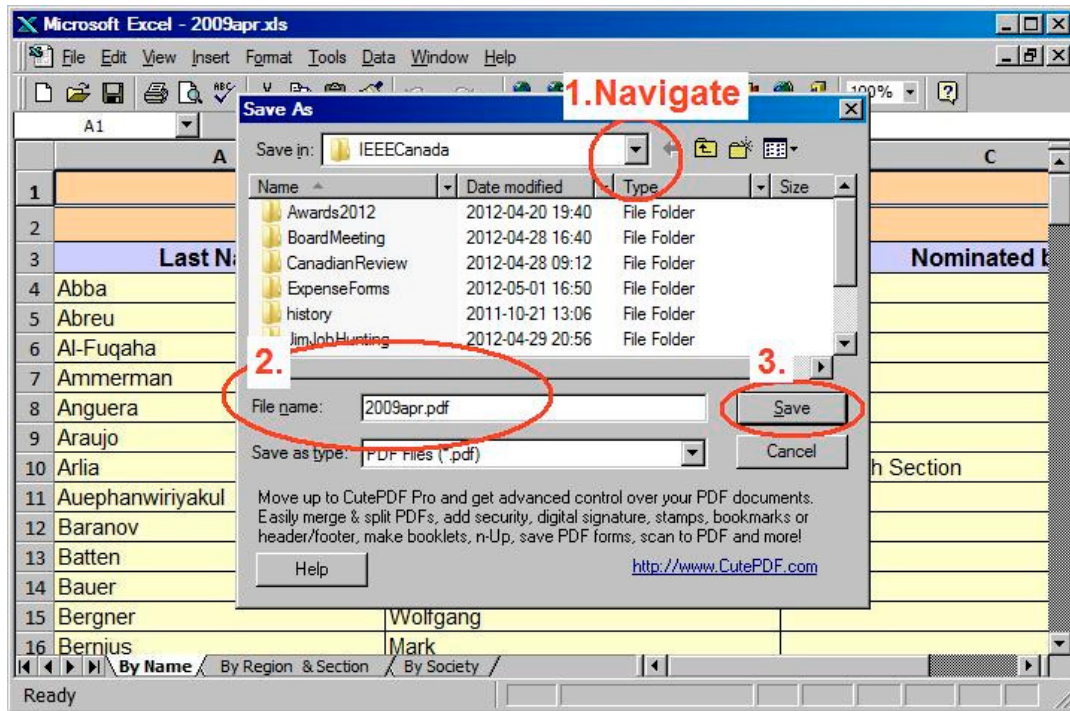 Microsoft Excel - 2009apr.xls
File Edit View Insert Format Tools Data Window Help
100%
1.Navigate
A1
Save As
Save in: IEEECanada
Name Date modified Type Size
Awards2012 2012-04-20 19:40 File Folder
BoardMeeting 2012-04-28 16:40 File Folder
CanadianReview 2012-04-28 09:12 File Folder
ExpenseForms 2012-05-01 16:50 File Folder
history 2011-10-21 13:06 File Folder
JimJobHunting 2012-04-29 20:56 File Folder
2.
3.
File name: 2009apr.pdf Save
Save as type: PDF Files (*.pdf) Cancel
Move up to CutePDF Pro and get advanced control over your PDF documents.
Easily merge & split PDFs, add security, digital signature, stamps, bookmarks or
header/footer, make booklets, n-Up, save PDF forms, scan to PDF and more!
Help http://www.CutePDF.com
A C
1
2
3 Last Na Nominated b
4 Abba
5 Abreu
6 Al-Fuqaha
7 Ammerman
8 Anguera
9 Araujo
10 Arlia h Section
11 Auephanwiriyakul
12 Baranov
13 Batten
14 Bauer
15 Bergner Wolfgang
16 Bernius Mark
By Name By Region & Section By Society
Ready